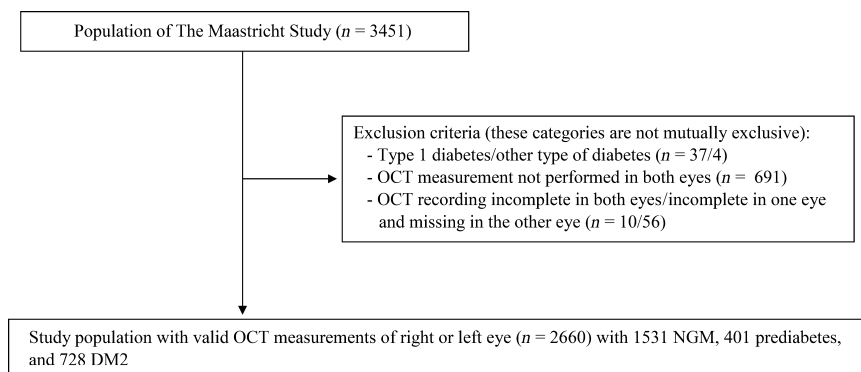 Population of The Maastricht Study (n = 3451)
Exclusion criteria (these categories are not mutually exclusive):
- Type 1 diabetes/other type of diabetes (n = 37/4)
- OCT measurement not performed in both eyes (n = 691)
- OCT recording incomplete in both eyes/incomplete in one eye
and missing in the other eye (n = 10/56)
Study population with valid OCT measurements of right or left eye (n = 2660) with 1531 NGM, 401 prediabetes,
and 728 DM2